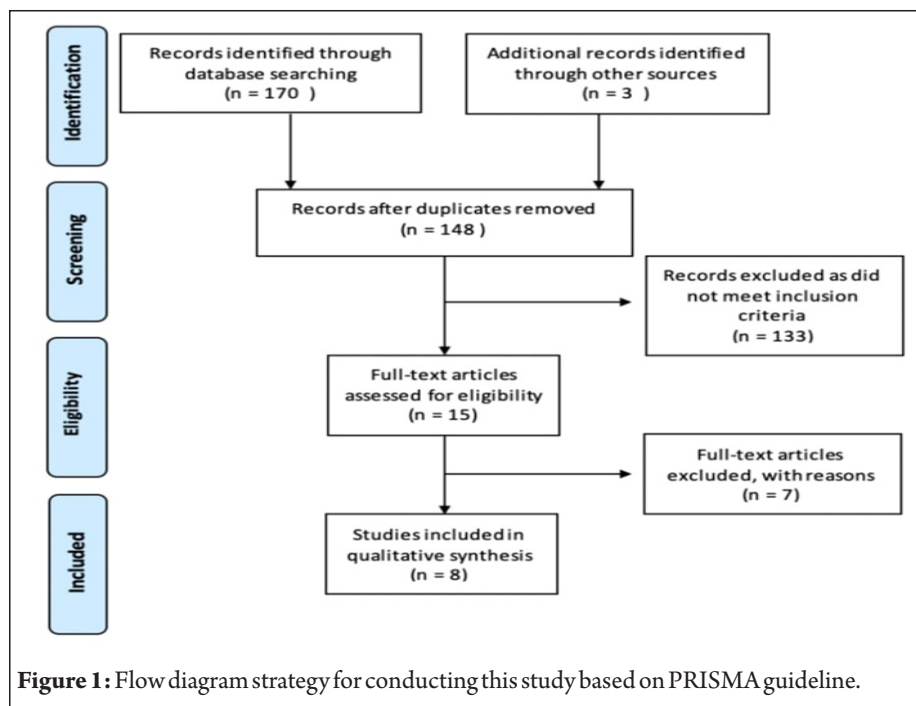 Identification
Records identified through
database searching
(n = 170 )
Additional records identified
through other sources
(n = 3 )
Screening
Records after duplicates removed
(n = 148 )
Records excluded as did
not meet inclusion
criteria
(n = 133)
Eligibility
Full-text articles
assessed for eligibility
(n = 15)
Full-text articles
excluded, with reasons
(n = 7)
Included
Studies included in
qualitative synthesis
(n = 8)
Figure 1: Flow diagram strategy for conducting this study based on PRISMA guideline.